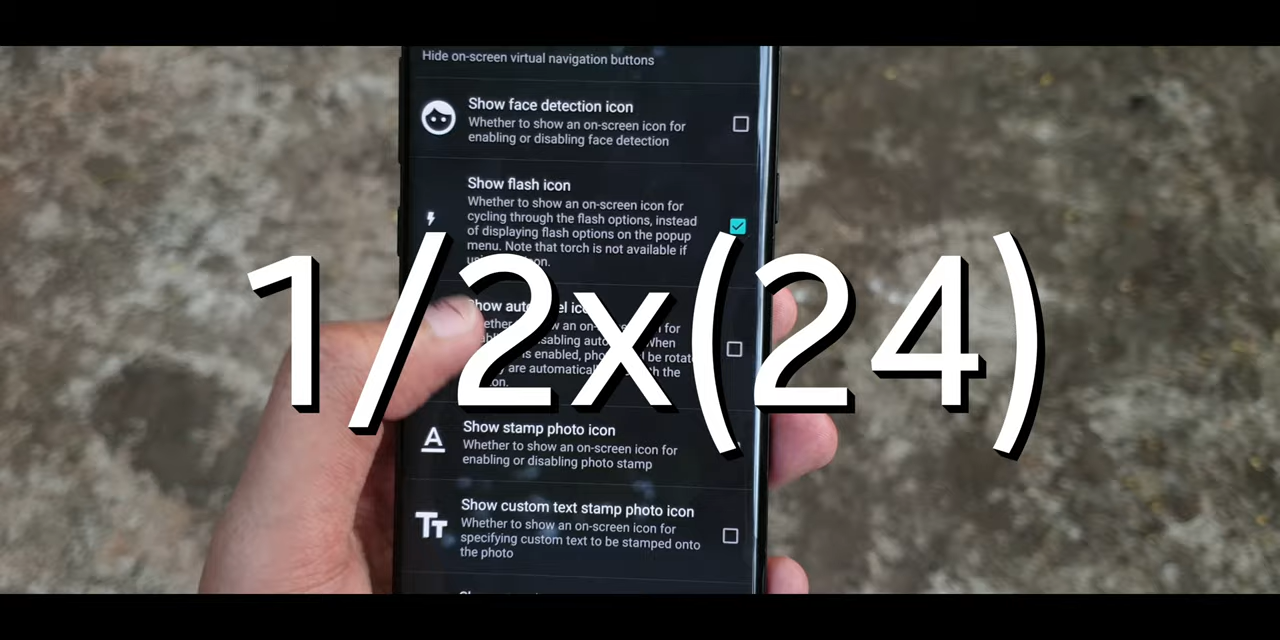 Hide on-screen virtual navigation buttons
Show face detection icon
Whether to show an on-screen icon for
enabling or disabling face detection
Show flash icon
Whether to show an on-screen icon for
cycling through the flash options, instead
of displaying flash options on the popup
menu. Note that torch is not available if
1/2x(24)
Show stamp photo icon
Whether to show an on-screen icon for
enabling or disabling photo stamp
Show custom text stamp photo icon
Whether to show an on-screen icon for
specifying custom text to be stamped onto
the photo